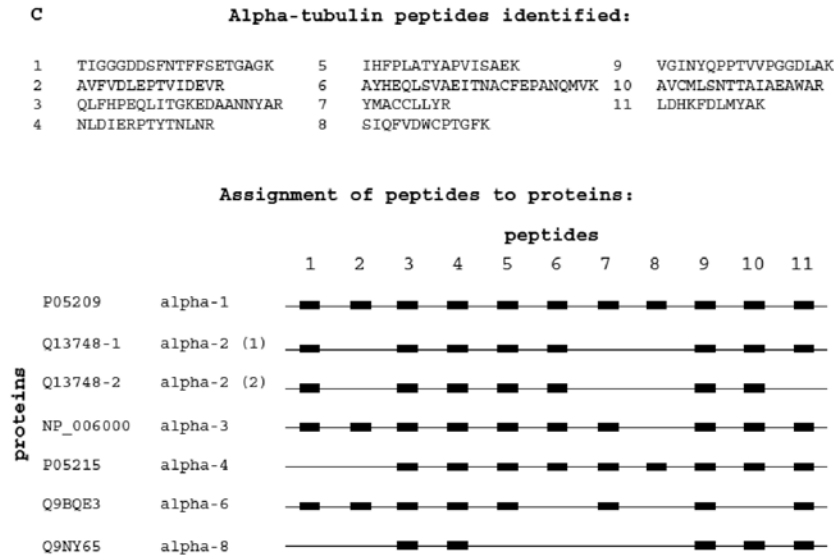 C Alpha-tubulin peptides identified:
1 TIGGGDDSFNTFFSETGAGK 5 IHFPLATYAPVISAEK 9 VGINYQPPTVVPGGDLAK
2 AVFVDLEPTVIDEVR 6 AYHEQLSVAEITNACFEPANQMVK 10 AVCMLSNTTAIAEAWAR
3 QLFHPEQLITGKEDAANNYAR 7 YMACCLLYR 11 LDHKFDLMYAK
4 NLDIERPTYTNLNR 8 SIQFVDWCPTGFK
Assignment of peptides to proteins:
peptides
1 2 3 4 5 6 7 8 9 10 11
proteins
P05209 alpha-1
Q13748-1 alpha-2 (1)
Q13748-2 alpha-2 (2)
NP_006000 alpha-3
P05215 alpha-4
Q9BQE3 alpha-6
Q9NY65 alpha-8